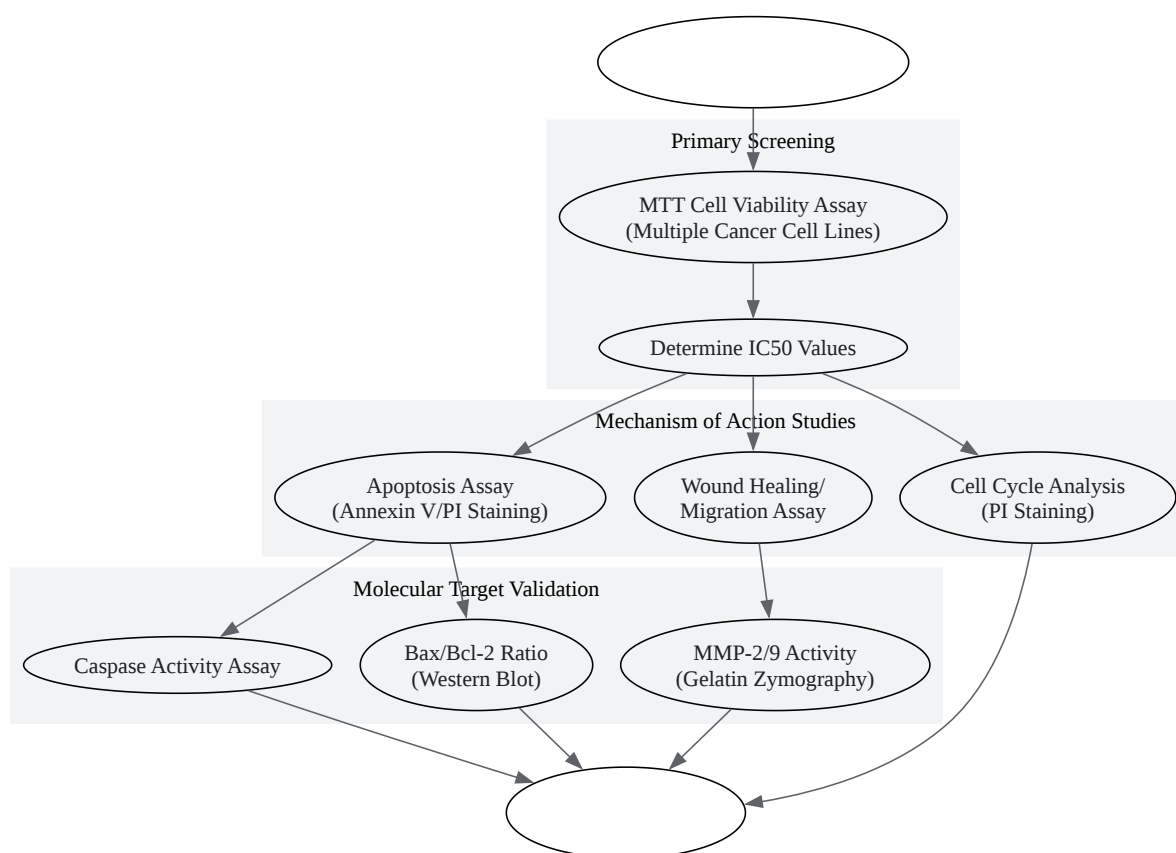 Primary Screening
MTT Cell Viability Assay
(Multiple Cancer Cell Lines)
Determine IC50 Values
Mechanism of Action Studies
Apoptosis Assay
(Annexin V/PI Staining)
Wound Healing/
Migration Assay
Cell Cycle Analysis
(PI Staining)
Molecular Target Validation
Caspase Activity Assay
Bax/Bcl-2 Ratio
(Western Blot)
MMP-2/9 Activity
(Gelatin Zymography)